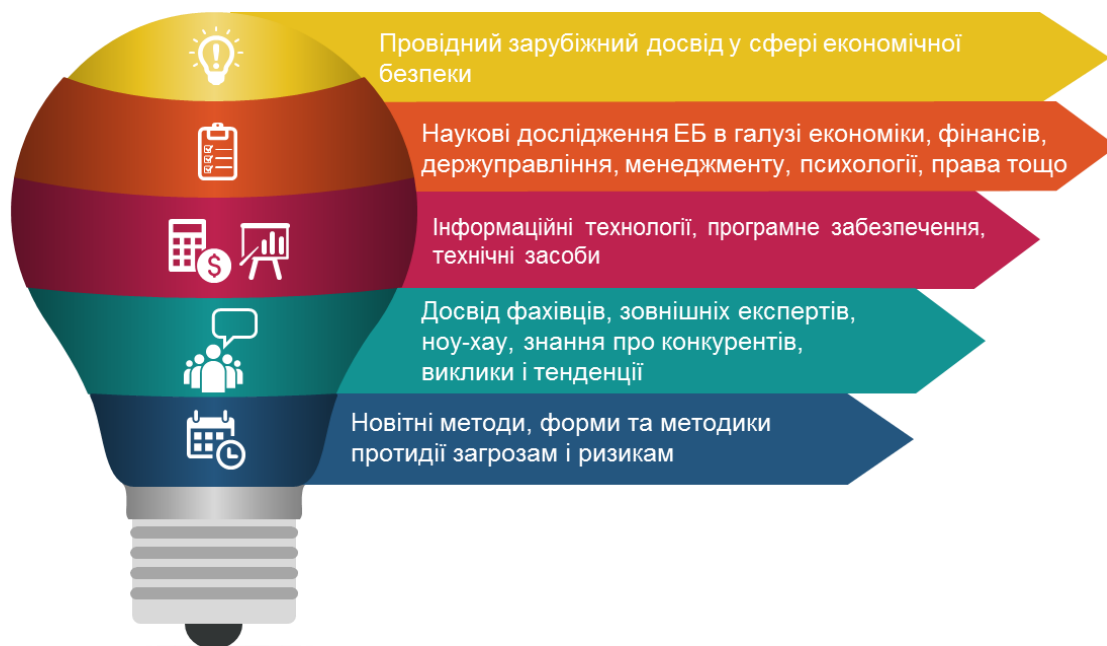 Провідний зарубіжний досвід у сфері економічної
безпеки
Наукові дослідження ЕБ в галузі економіки, фінансів,
держуправління, менеджменту, психології, права тощо
Інформаційні технології, програмне забезпечення,
технічні засоби
Досвід фахівців, зовнішніх експертів,
ноу-хау, знання про конкурентів,
виклики і тенденції
Новітні методи, форми та методики
протидії загрозам і ризикам